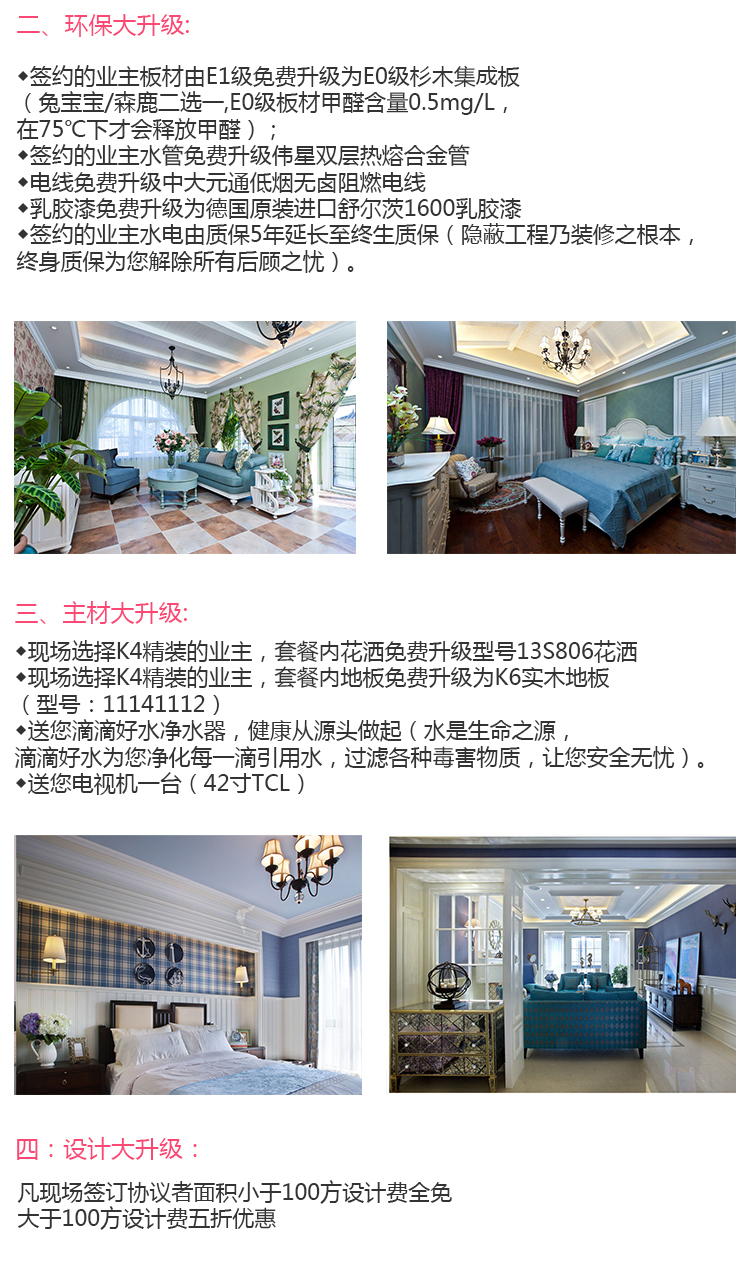 二、环保大升级:
◆签约的业主板材由E1级免费升级为E0级杉木集成板
（兔宝宝/森鹿二选一,E0级板材甲醛含量0.5mg/L，
在75℃下才会释放甲醛）；
◆签约的业主水管免费升级伟星双层热熔合金管
◆电线免费升级中大元通低烟无卤阻燃电线
◆乳胶漆免费升级为德国原装进口舒尔茨1600乳胶漆
◆签约的业主水电由质保5年延长至终生质保（隐蔽工程乃装修之根本，
终身质保为您解除所有后顾之忧）。
三、主材大升级:
◆现场选择K4精装的业主，套餐内花洒免费升级型号13S806花洒
◆现场选择K4精装的业主，套餐内地板免费升级为K6实木地板
（型号：11141112）
◆送您滴滴好水净水器，健康从源头做起（水是生命之源，
滴滴好水为您净化每一滴引用水，过滤各种毒害物质，让您安全无忧）。
◆送您电视机一台（42寸TCL）
四：设计大升级：
凡现场签订协议者面积小于100方设计费全免
大于100方设计费五折优惠